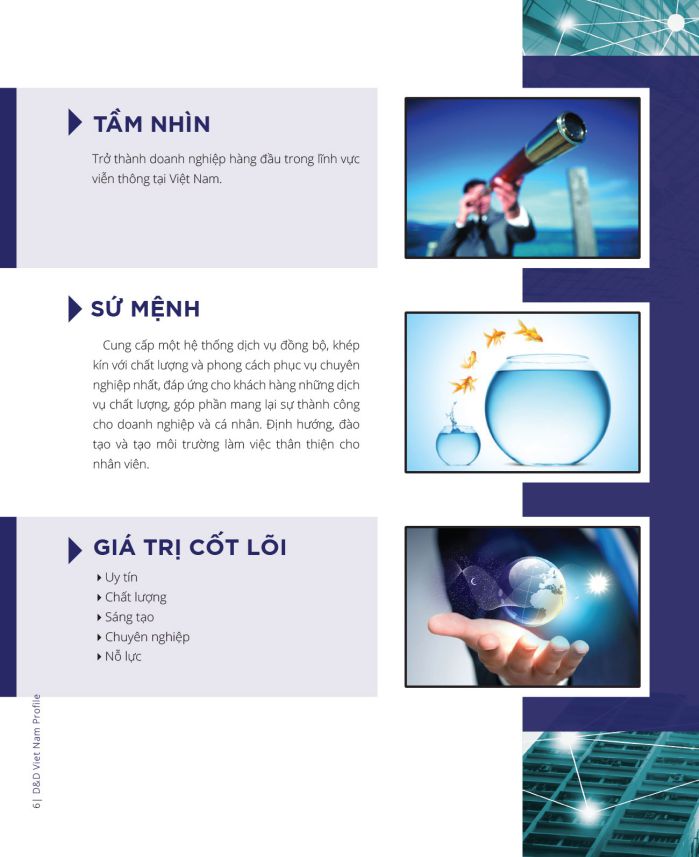 TẦM NHÌN
Trở thành doanh nghiệp hàng đầu trong lĩnh vực
viễn thông tại Việt Nam.
SỨ MỆNH
Cung cấp một hệ thống dịch vụ đồng bộ, khép
kín với chất lượng và phong cách phục vụ chuyên
nghiệp nhất, đáp ứng cho khách hàng những dịch
vụ chất lượng, góp phần mang lại sự thành công
cho doanh nghiệp và cá nhân. Định hướng, đào
tạo và tạo môi trường làm việc thân thiện cho
nhân viên.
GIÁ TRỊ CỐT LÕI
Uy tín
Chất lượng
Sáng tạo
Chuyên nghiệp
Nỗ lực
6| D&D Viet Nam Profile